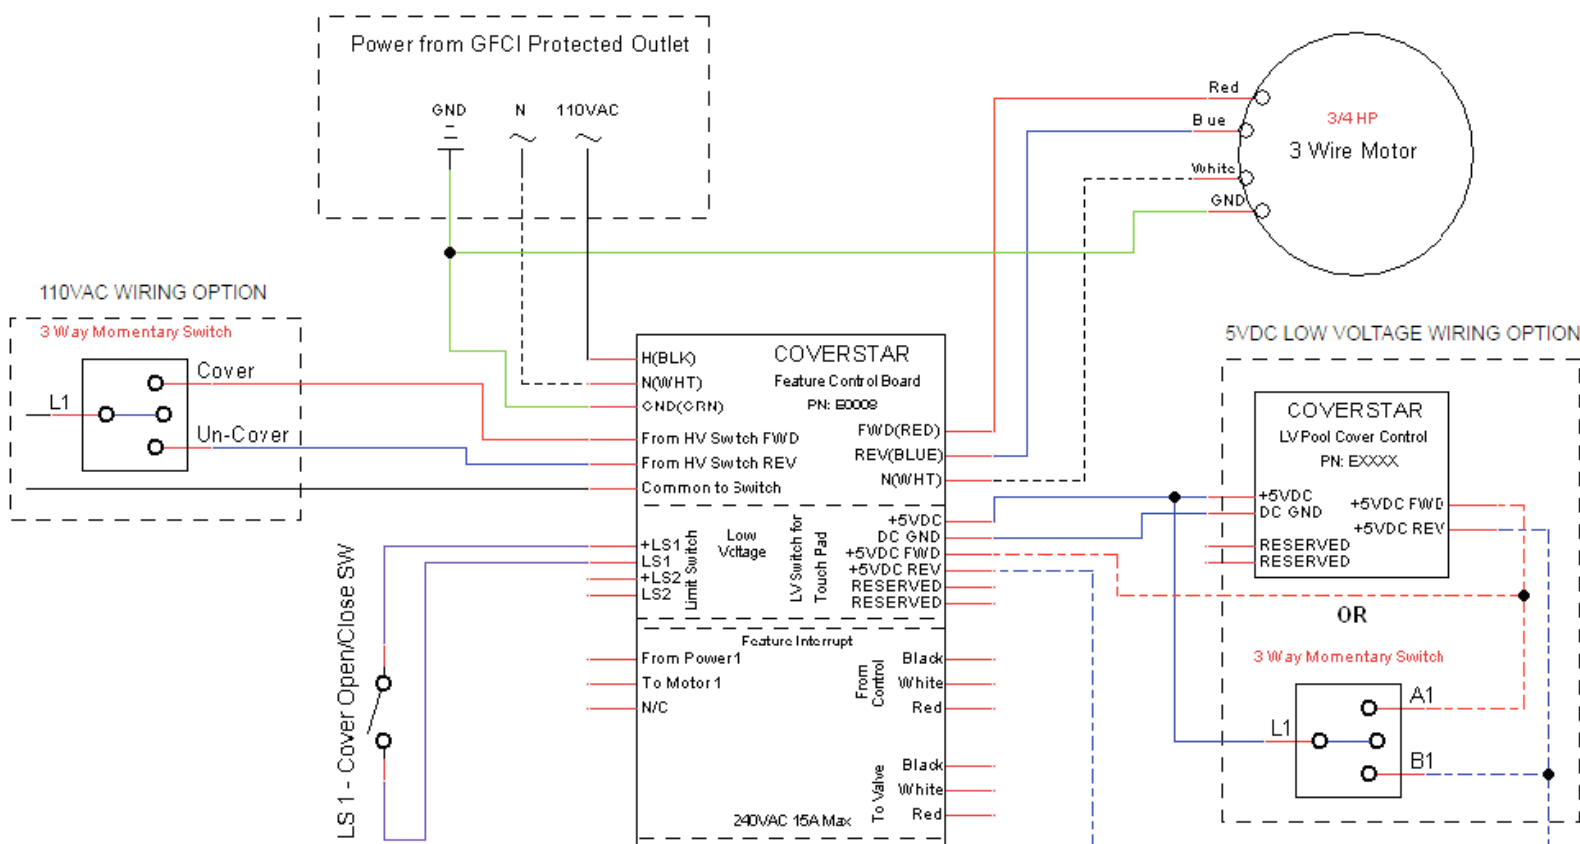 Power from GFCI Protected Outlet
GND
N
110VAC
Red
Blue
White
GND
3/4 HP
3 Wire Motor
110VAC WIRING OPTION
3 Way Momentary Switch
Cover
L1
Un-Cover
H(BLK)
N(WHT)
GND(GRN)
From HV Switch FWD
From HV Switch REV
Common to Switch
COVERSTAR
Feature Control Board
PN: E0008
FWD(RED)
REV(BLUE)
N(WHT)
+LS1
LS1
+LS2
LS2
Limit Switch
Low
Voltage
LV Switch for
Touch Pad
+5VDC
DC GND
+5VDC FWD
+5VDC REV
RESERVED
RESERVED
Feature Interrupt
From Power1
To Motor1
N/C
From
Control
Black
White
Red
To Valve
Black
White
Red
240VAC 15A Max
LS 1 - Cover Open/Close SW
5VDC LOW VOLTAGE WIRING OPTION
COVERSTAR
LV Pool Cover Control
PN: EXXXX
+5VDC
DC GND
+5VDC FWD
+5VDC REV
RESERVED
RESERVED
OR
3 Way Momentary Switch
L1
A1
B1